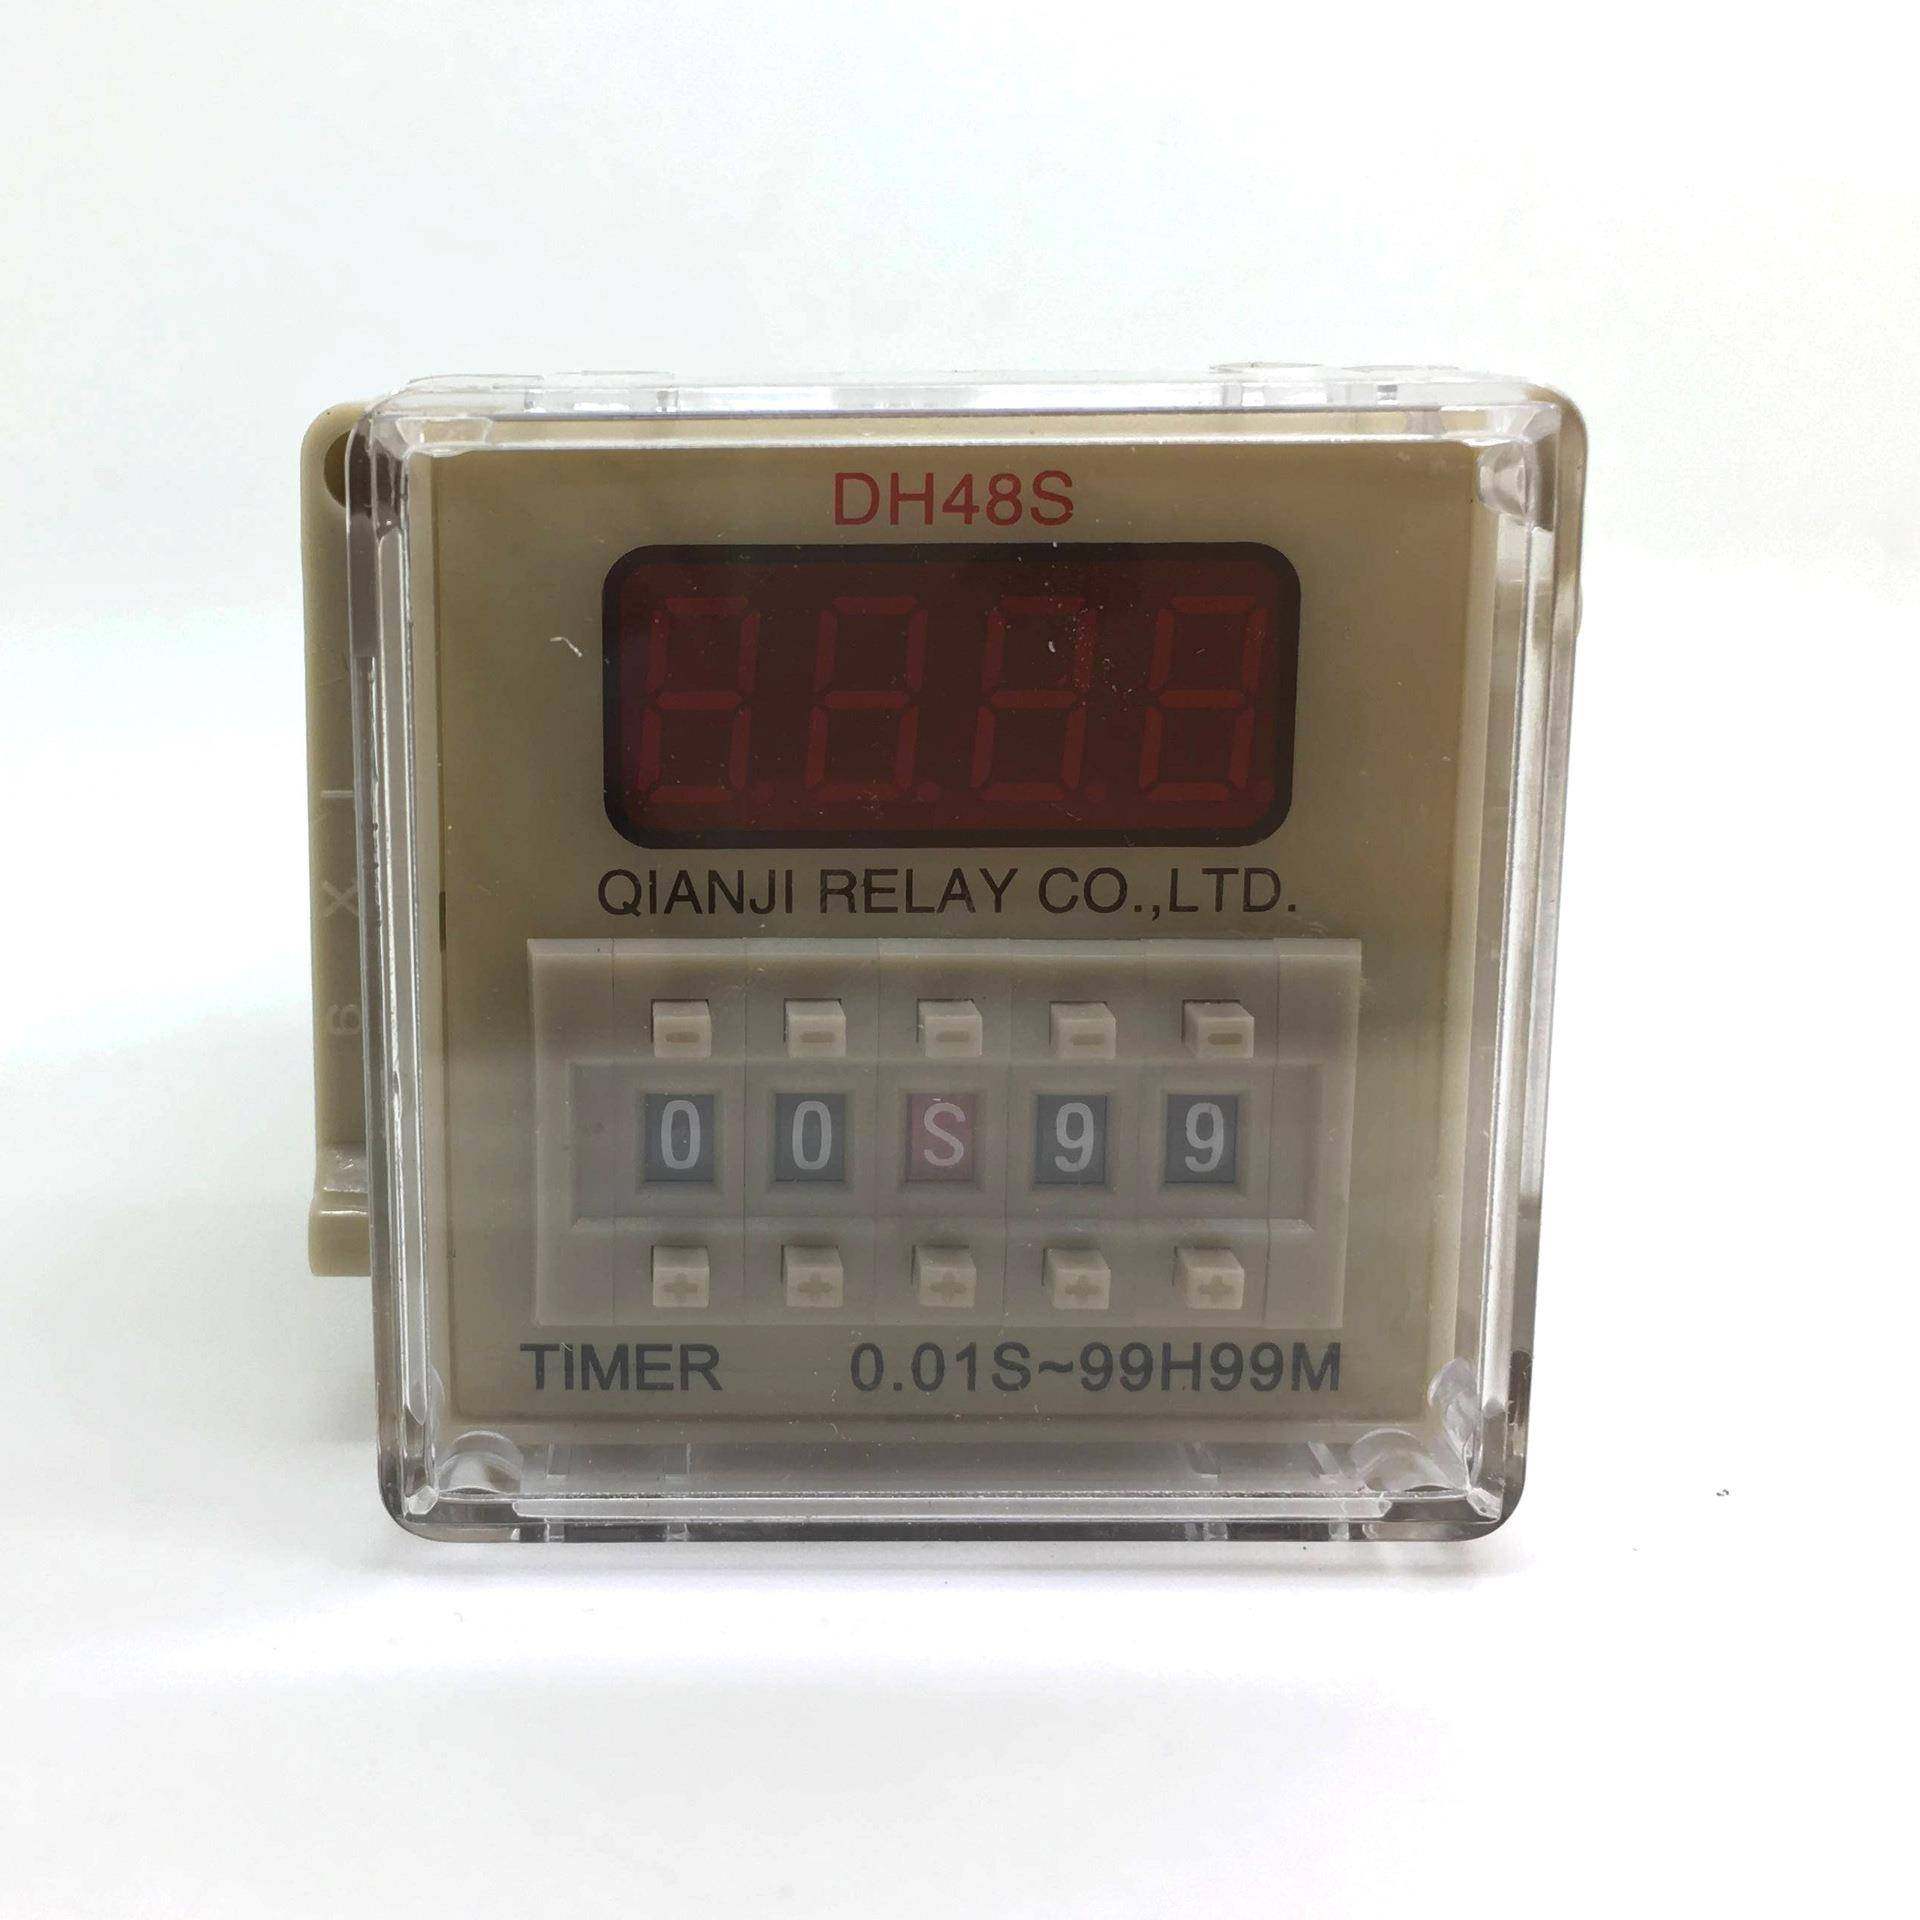 DH48S
QIANJI RELAY CO.,LTD.
- - - - -
0 0 S 9 9
+ + + + +
TIMER 0.01S~99H99M